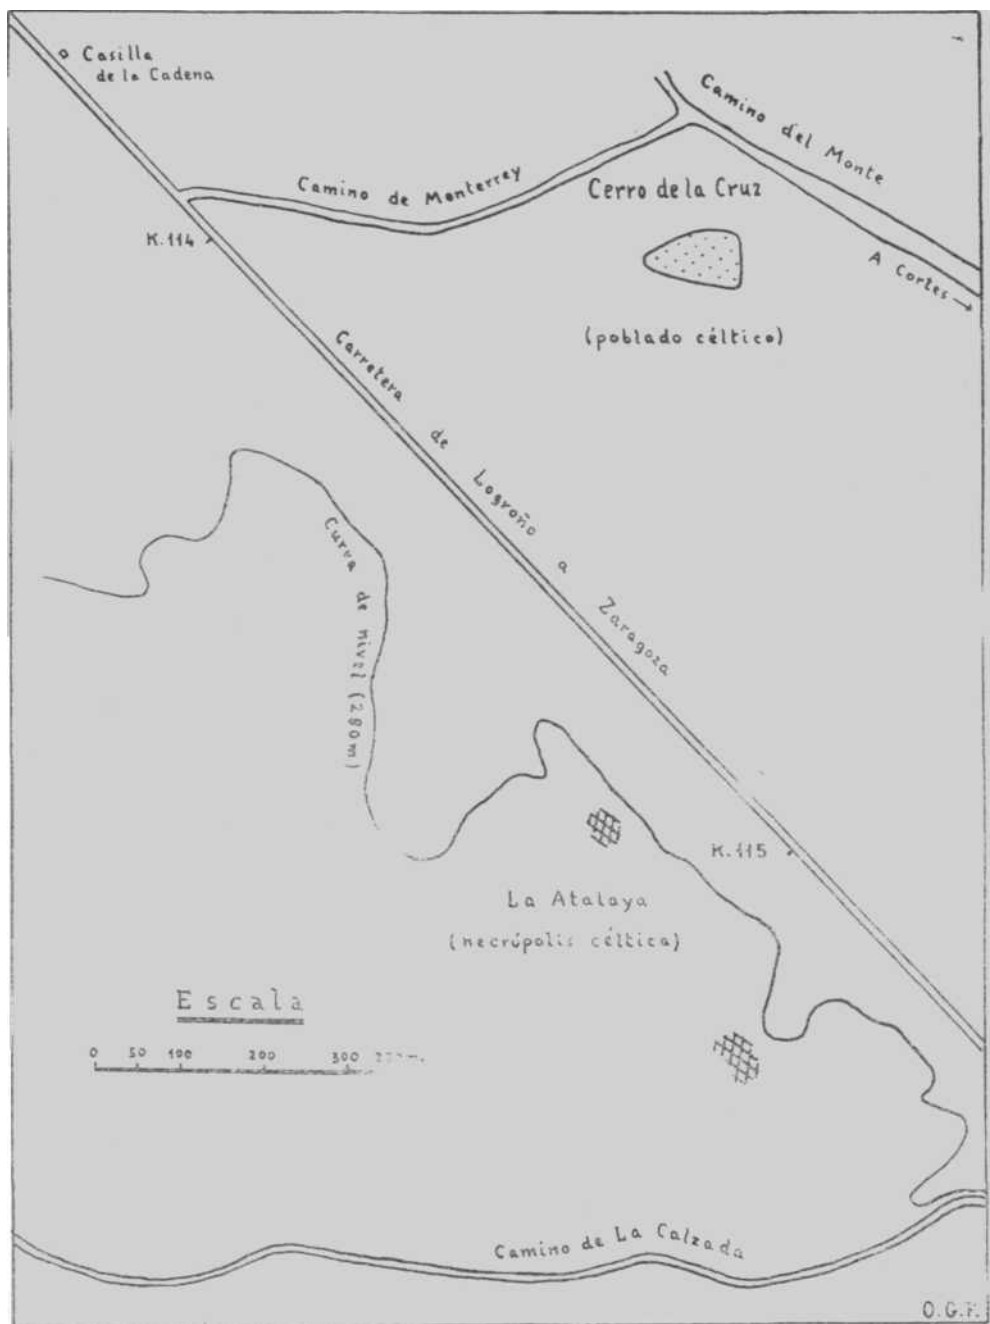 Casilla
de la Cadena
Camino del Monte
Camino de Monterrey
Cerro de la Cruz
K.114
A Cortes
(poblado céltico)
Carretera de Logroño a Zaragoza
Curva de nivel (280m)
K.115
La Atalaya
(necrópolis céltica)
Escala
0 50 100 200 300
Camino de La Calzada